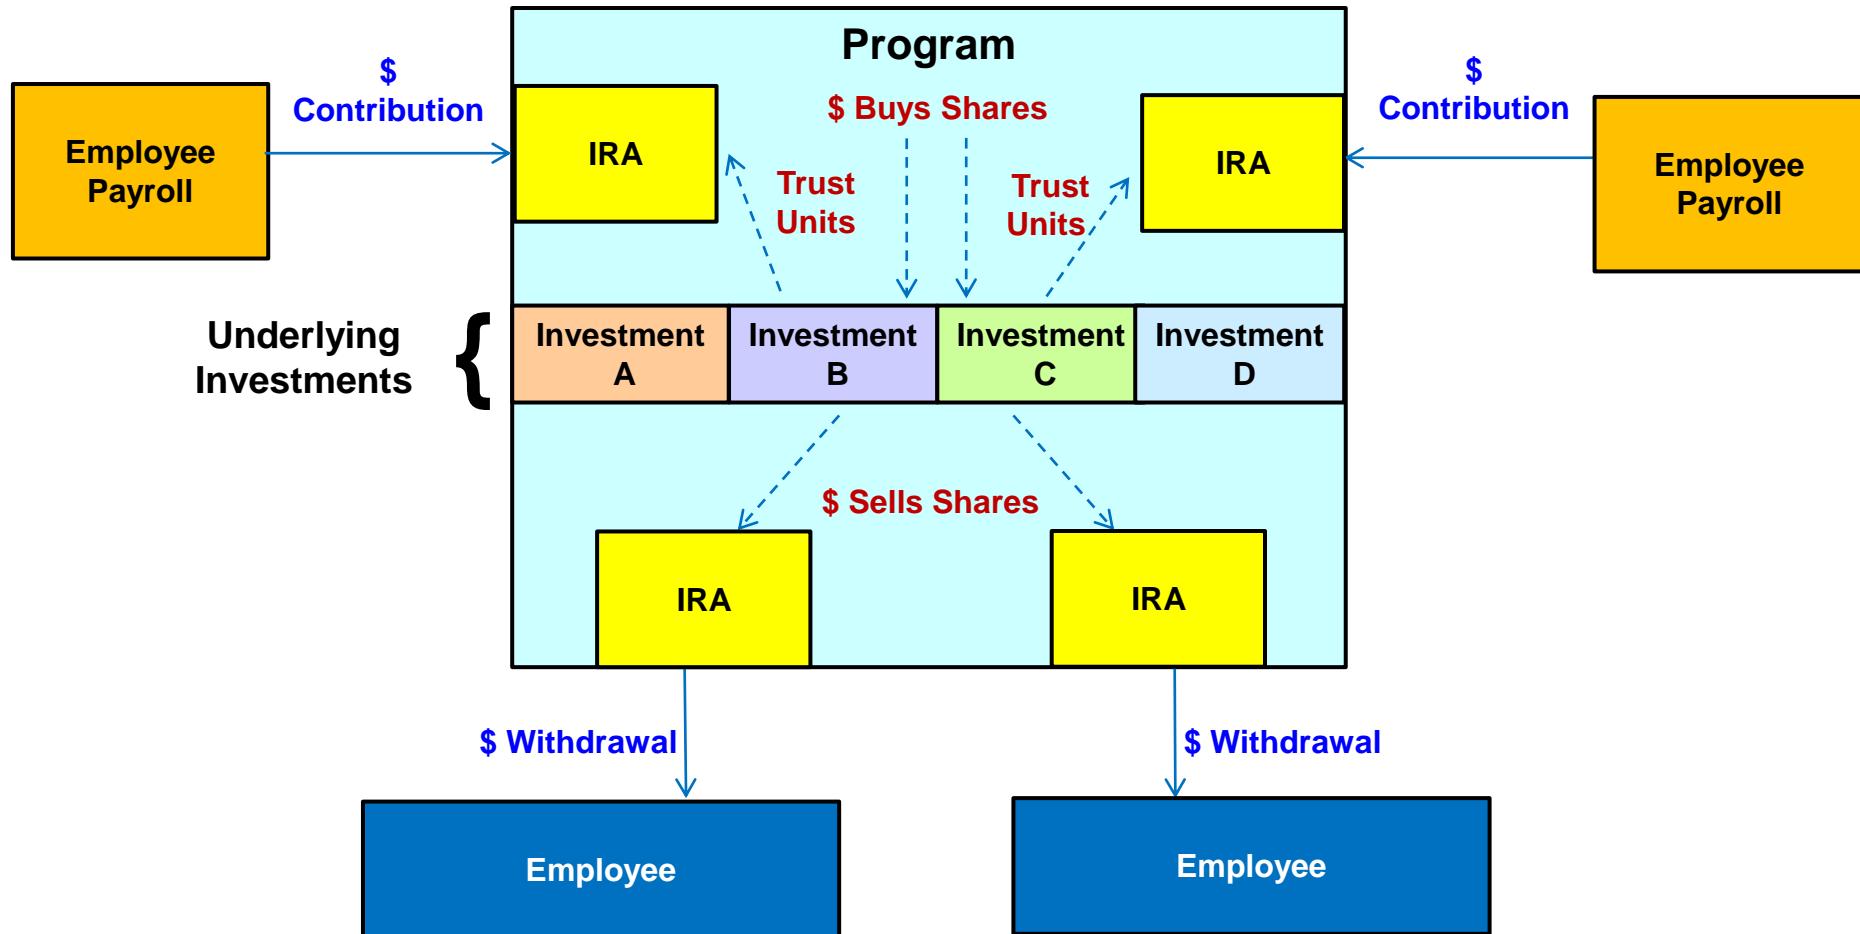 Program
$
Contribution
$
Contribution
$ Buys Shares
Employee
Payroll
IRA
Trust
Units
Trust
Units
IRA
Employee
Payroll
Underlying
Investments
{
Investment
A
Investment
B
Investment
C
Investment
D
$ Sells Shares
IRA
IRA
$ Withdrawal
$ Withdrawal
Employee
Employee